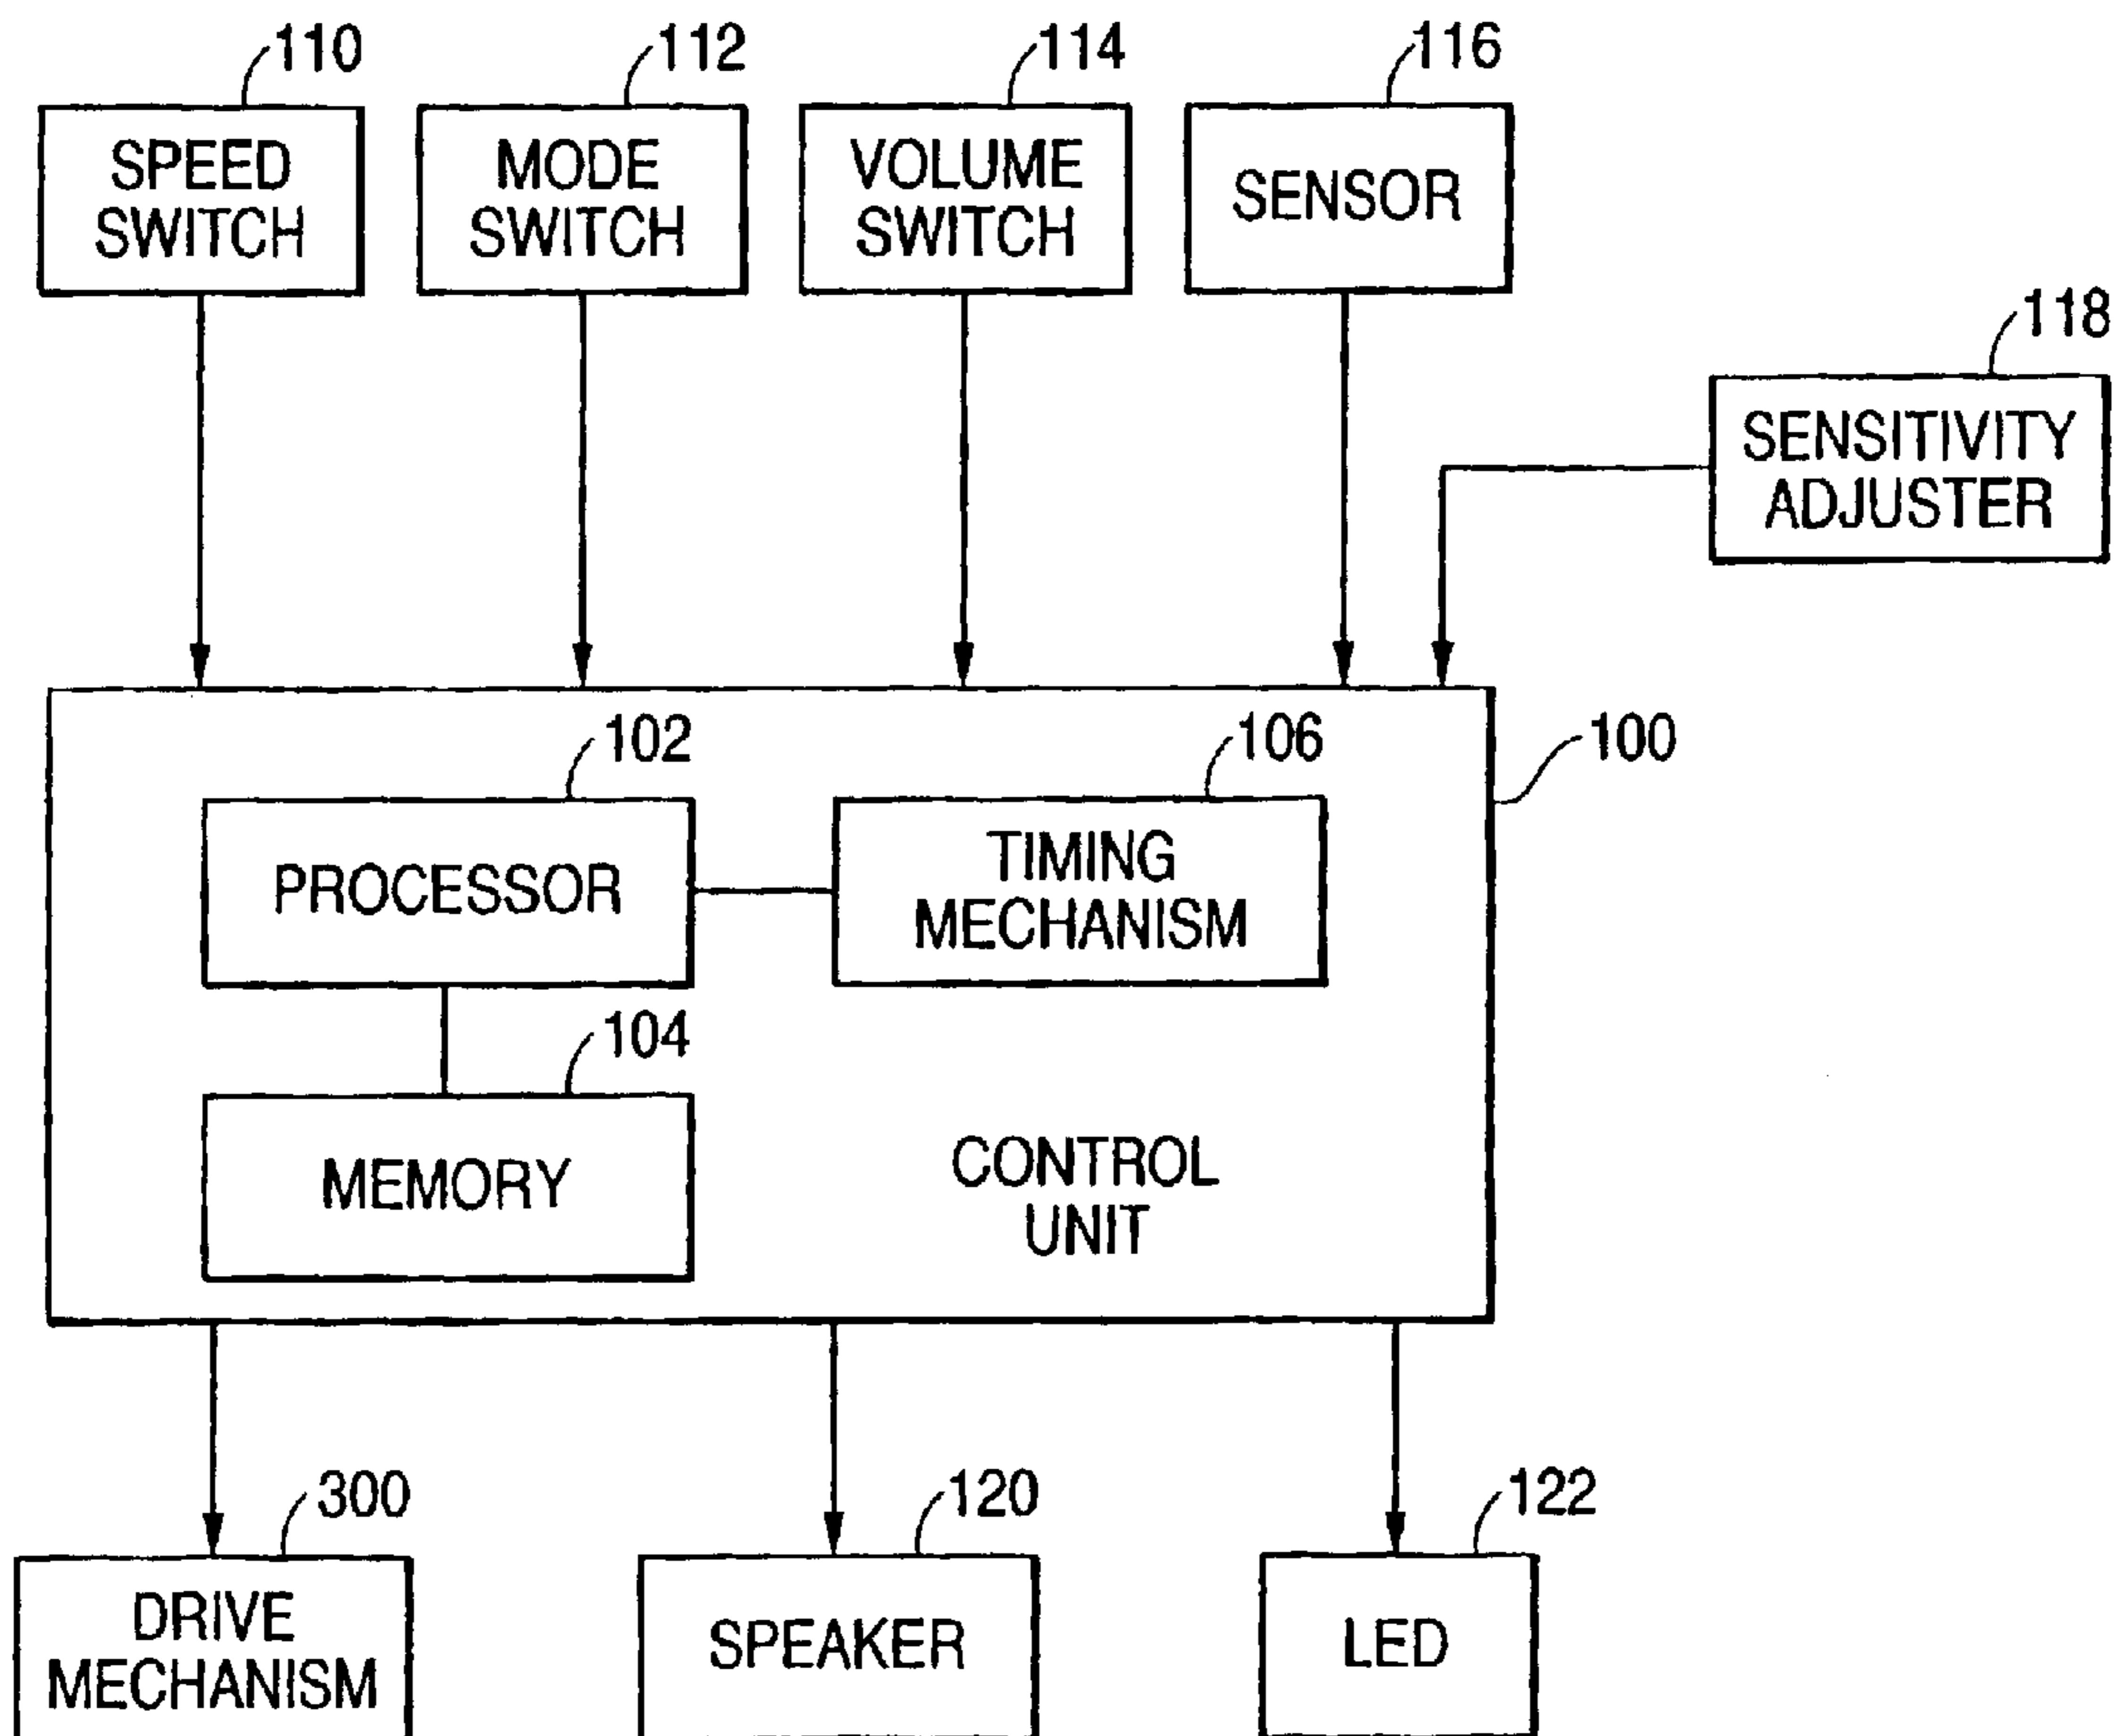 110
112
114
116
SPEED
SWITCH
MODE
SWITCH
VOLUME
SWITCH
SENSOR
118
SENSITIVITY
ADJUSTER
102
106
100
PROCESSOR
TIMING
MECHANISM
104
MEMORY
CONTROL
UNIT
300
120
122
DRIVE
MECHANISM
SPEAKER
LED